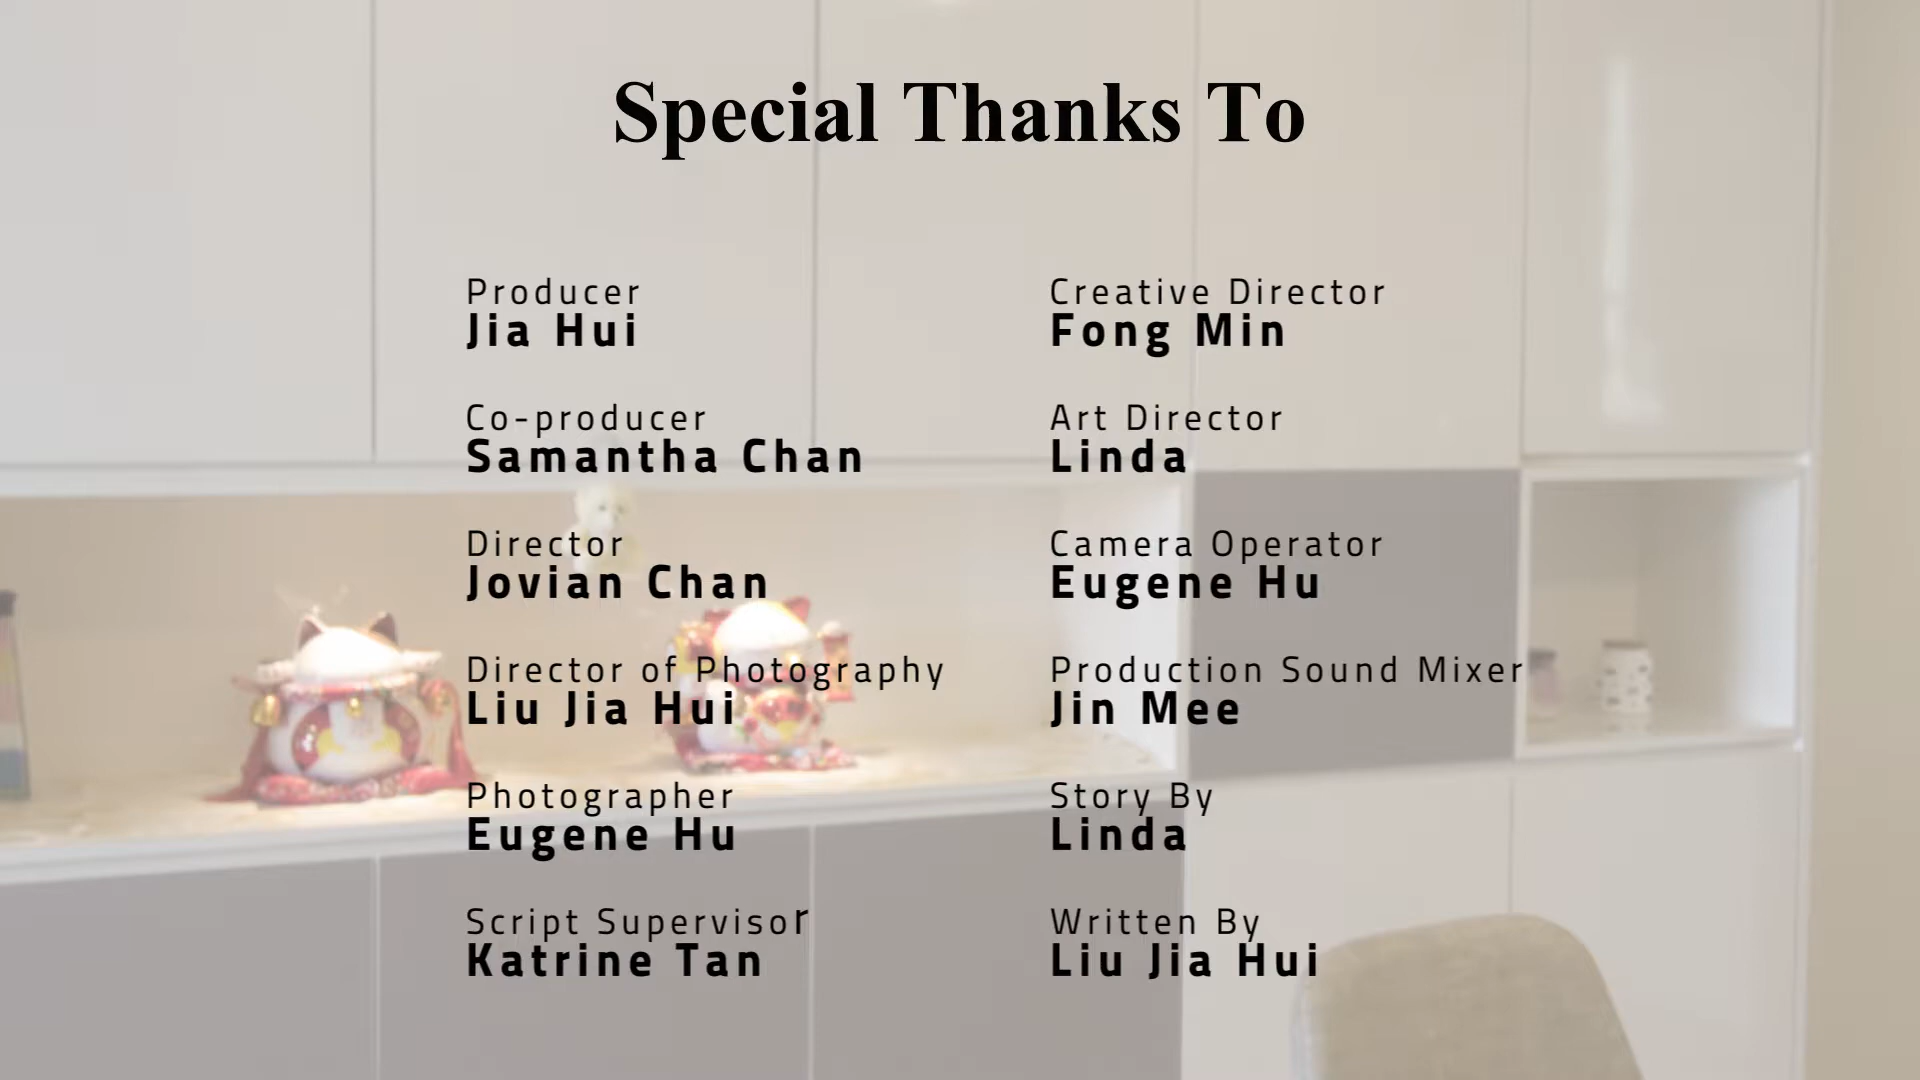 Special Thanks To
Producer
Jia Hui
Co-producer
Samantha Chan
Director
Jovian Chan
Director of Photography
Liu Jia Hui
Photographer
Eugene Hu
Script Supervisor
Katrine Tan
Creative Director
Fong Min
Art Director
Linda
Camera Operator
Eugene Hu
Production Sound Mixer
Jin Mee
Story By
Linda
Written By
Liu Jia Hui